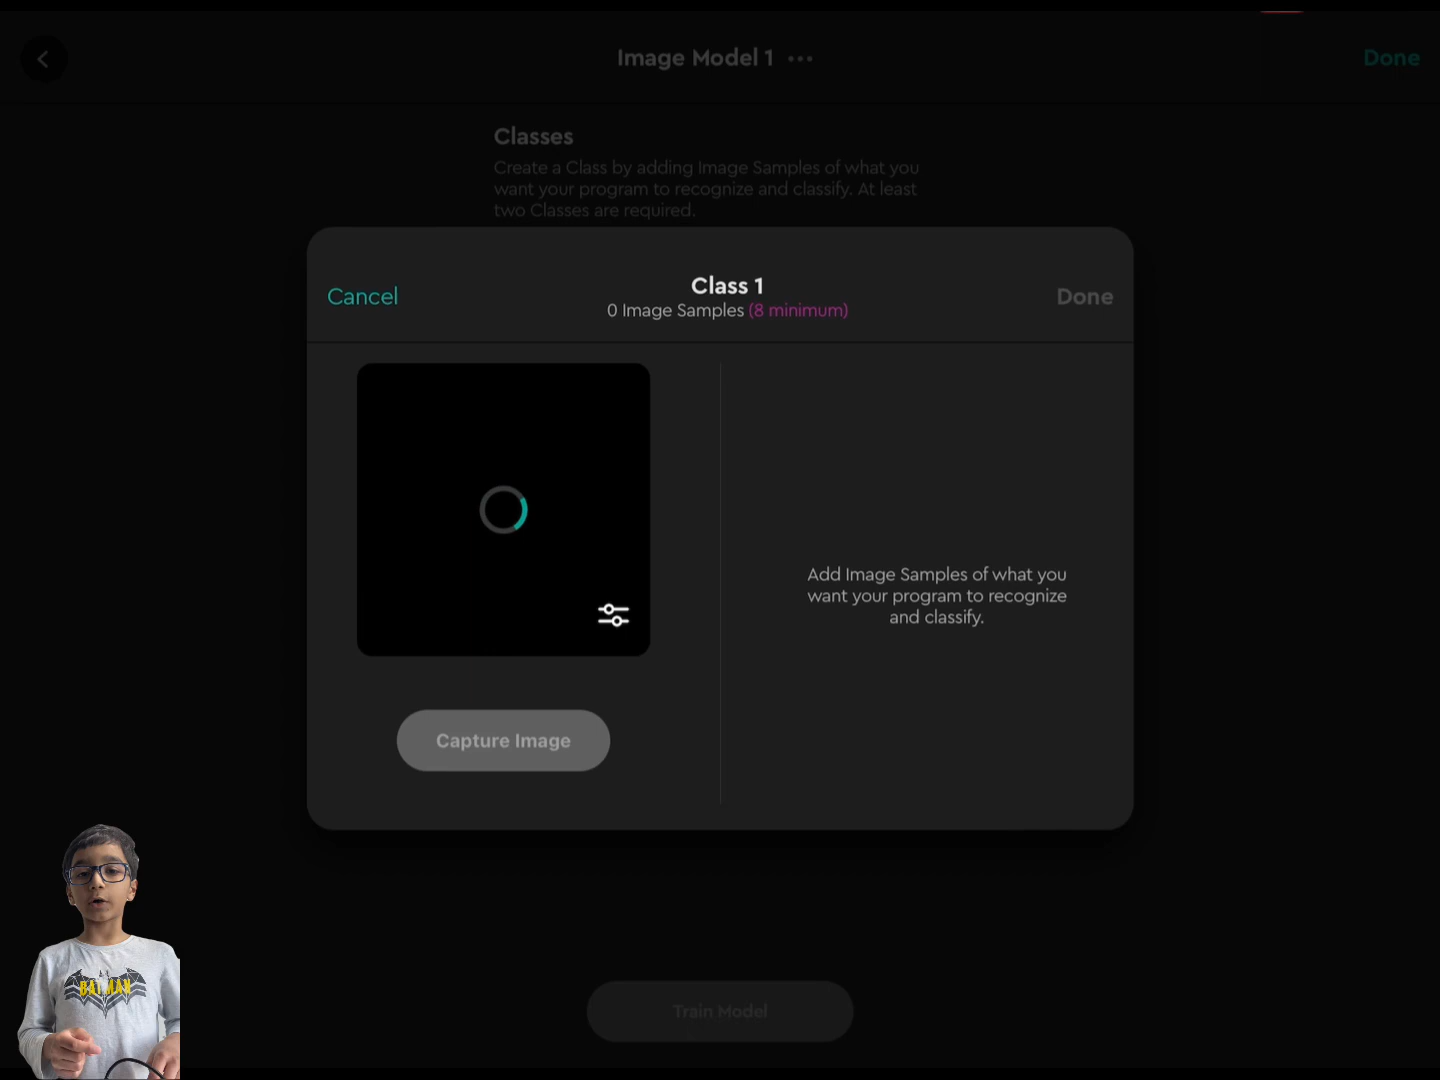 Image Model 1 ...
Done
Classes
Create a Class by adding Image Samples of what you
want your program to recognize and classify. At least
two Classes are required.
Cancel
Class 1
0 Image Samples (8 minimum)
Done
Add Image Samples of what you
want your program to recognize
and classify.
Capture Image
BATMAN
Train Model